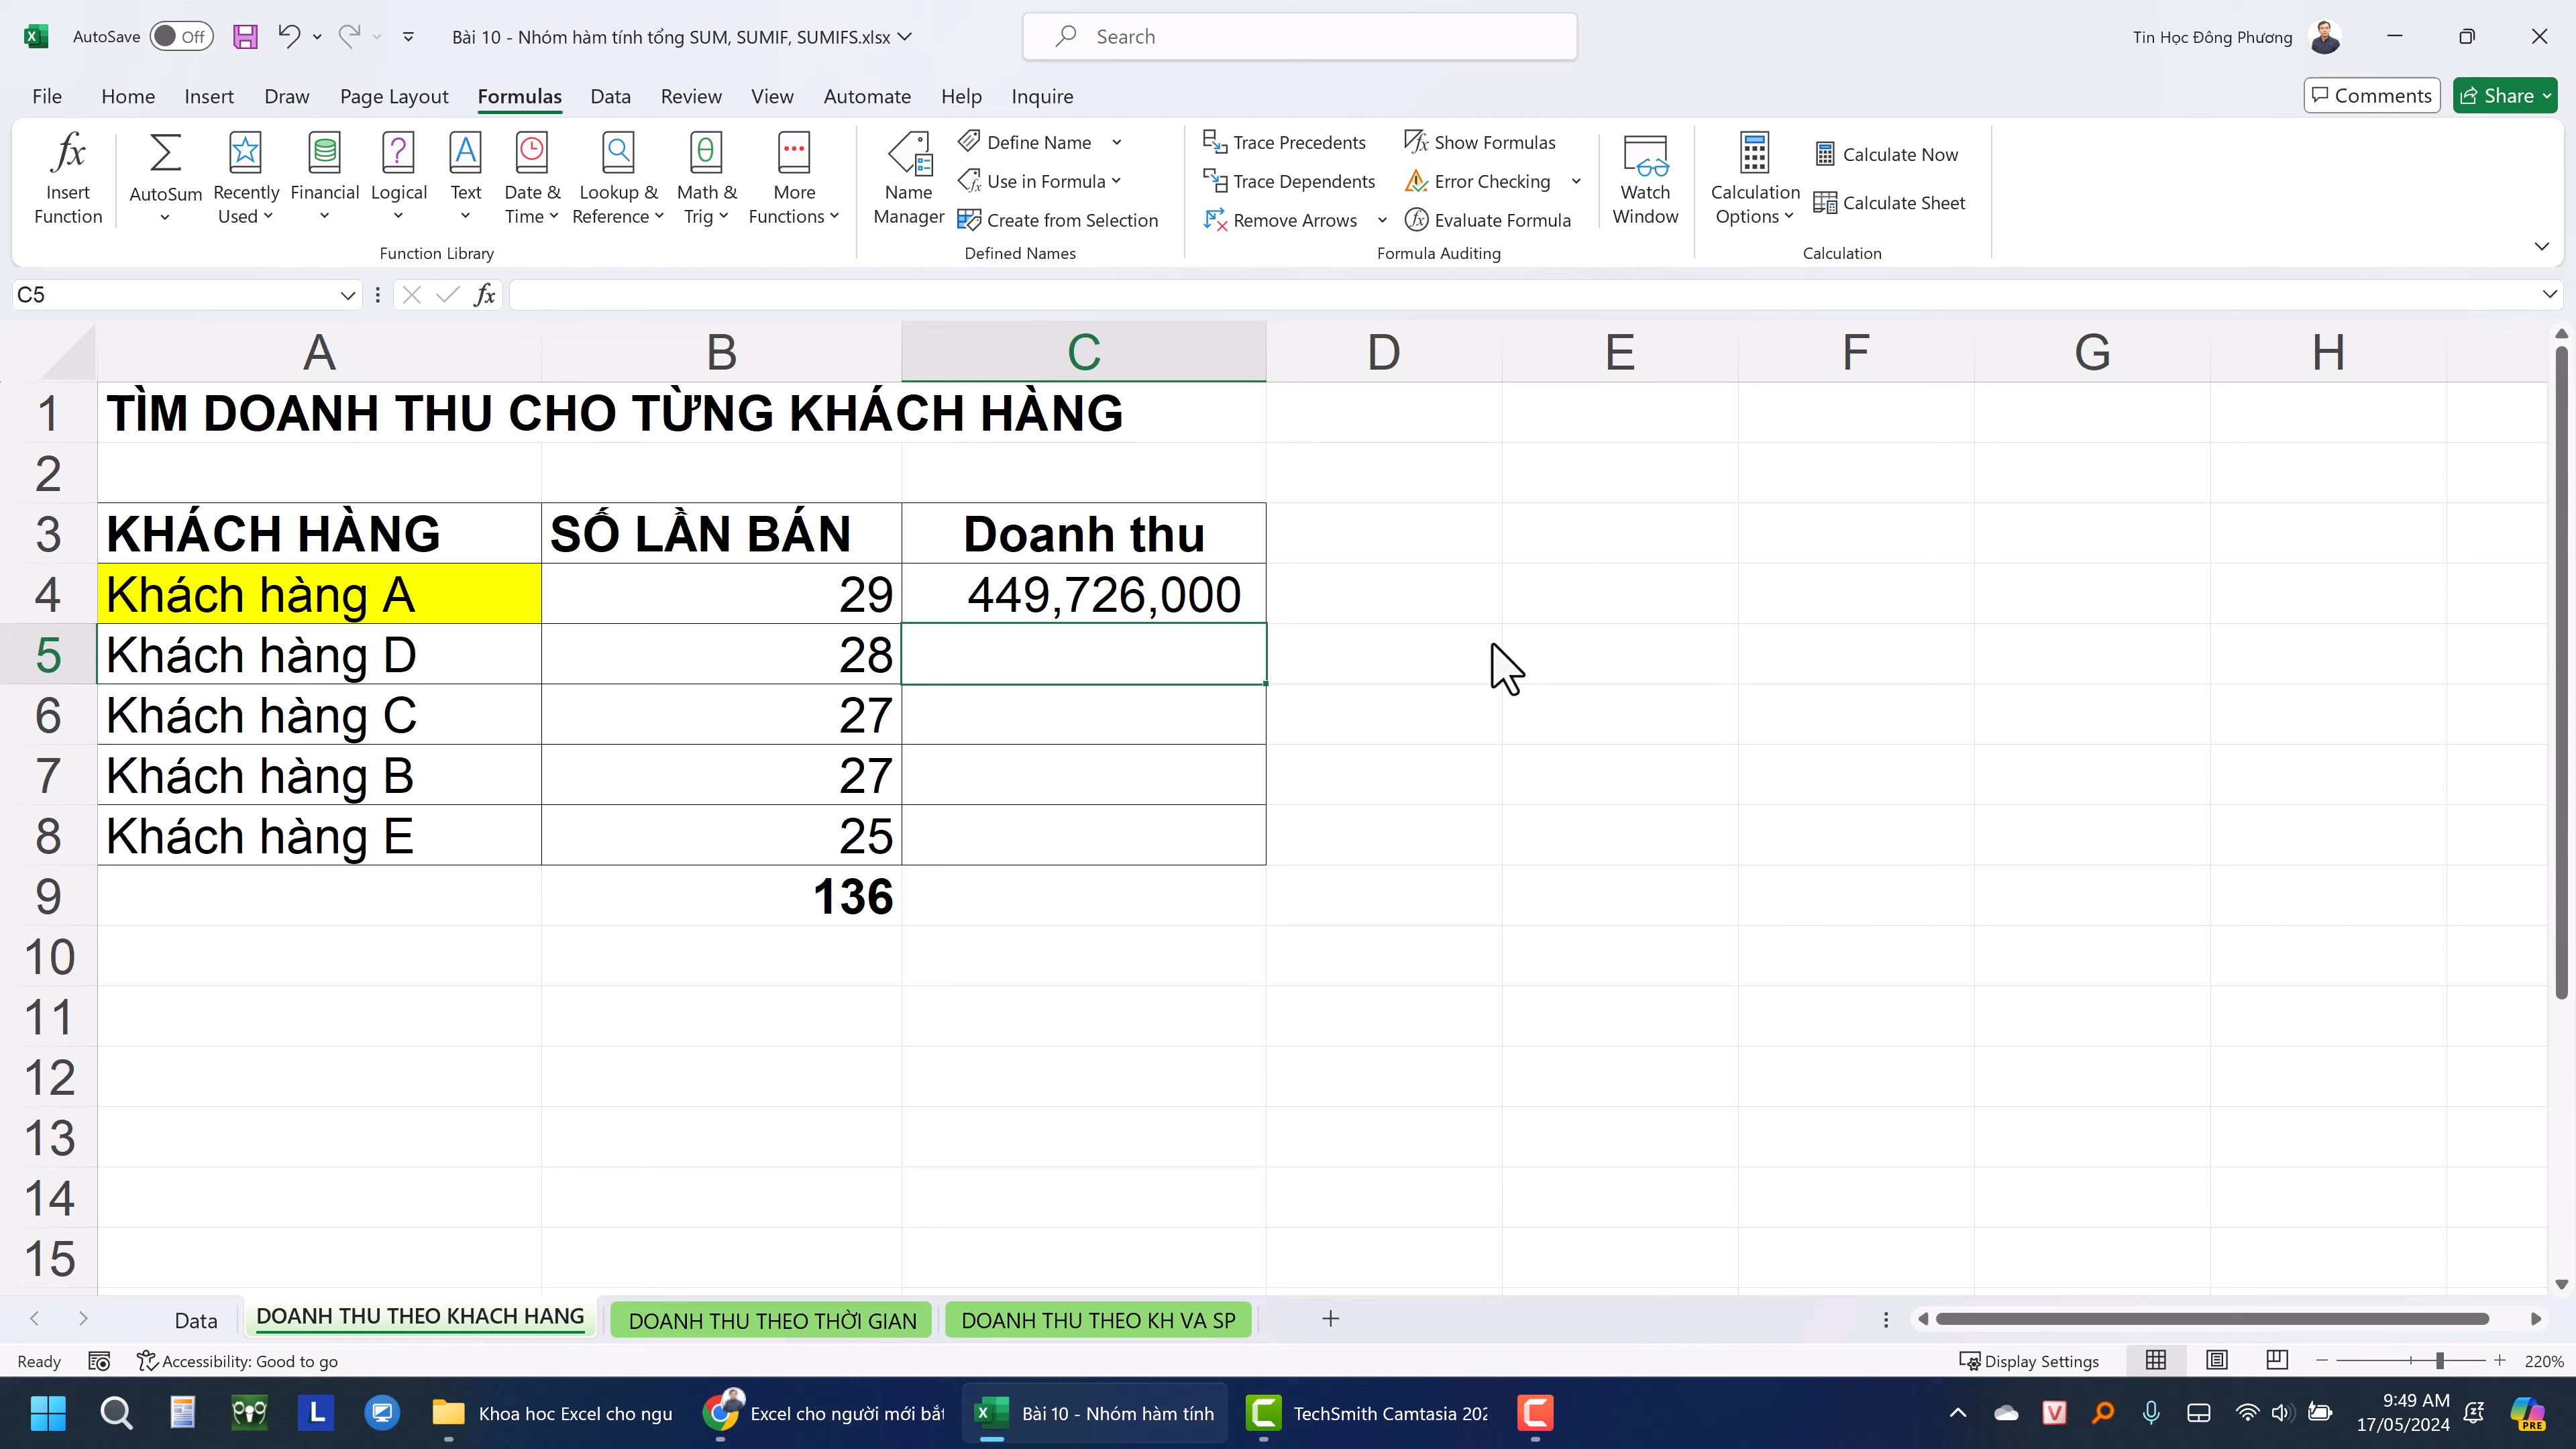 AutoSave Off Bài 10 - Nhóm hàm tính tổng SUM, SUMIF, SUMIFS.xlsx Search Tin Học Đông Phương
File Home Insert Draw Page Layout Formulas Data Review View Automate Help Inquire Comments Share
Insert Function
AutoSum
Recently Used
Financial
Logical
Text
Date & Time
Lookup & Reference
Math & Trig
More Functions
Function Library
Name Manager
Define Name
Use in Formula
Create from Selection
Defined Names
Trace Precedents
Trace Dependents
Remove Arrows
Show Formulas
Error Checking
Evaluate Formula
Formula Auditing
Watch Window
Calculation Options
Calculate Now
Calculate Sheet
Calculation
C5 fx
A B C D E F G H
1 TÌM DOANH THU CHO TỪNG KHÁCH HÀNG
2
3 KHÁCH HÀNG SỐ LẦN BÁN Doanh thu
4 Khách hàng A 29 449,726,000
5 Khách hàng D 28
6 Khách hàng C 27
7 Khách hàng B 27
8 Khách hàng E 25
9 136
10
11
12
13
14
15
Data DOANH THU THEO KHACH HANG DOANH THU THEO THỜI GIAN DOANH THU THEO KH VA SP
Ready Accessibility: Good to go Display Settings 220%
L Khoa hoc Excel cho ngu Excel cho người mới bắt Bài 10 - Nhóm hàm tính TechSmith Camtasia 202 V 9:49 AM
17/05/2024
PRE